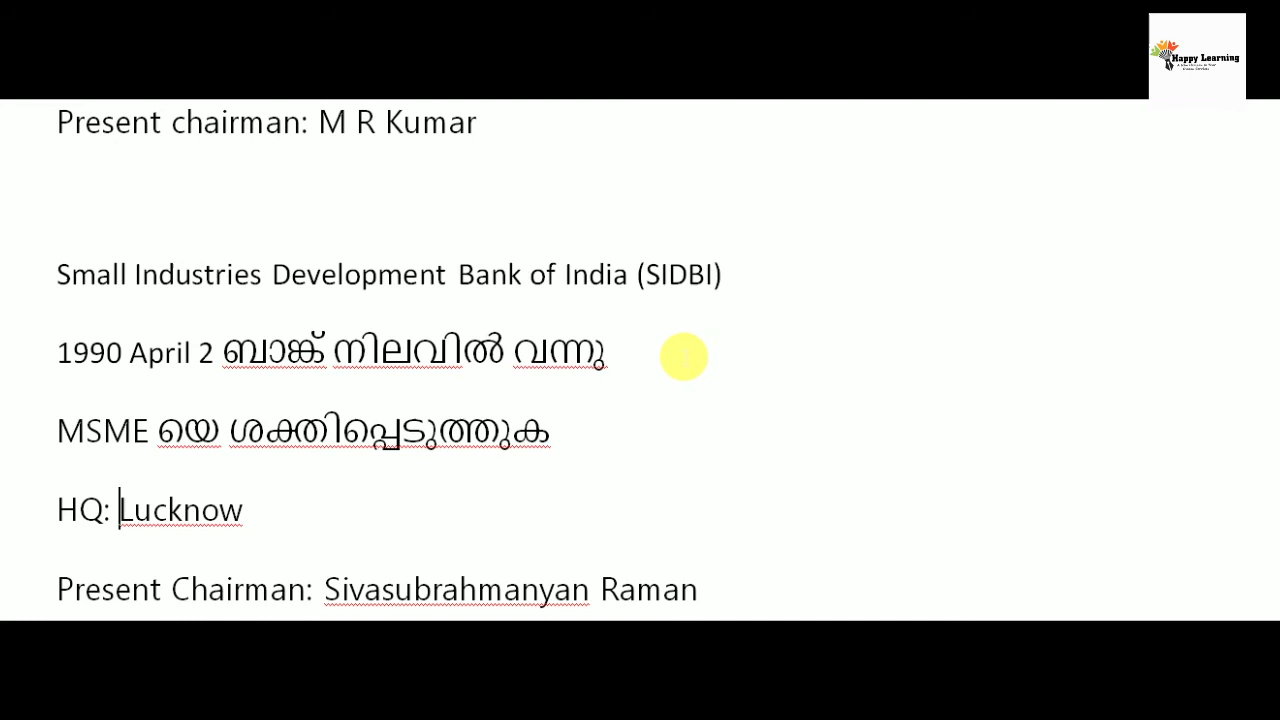 Happy Learning
Present chairman: M R Kumar
Small Industries Development Bank of India (SIDBI)
1990 April 2 ബാങ്ക് നിലവിൽ വന്നു
MSME യെ ശക്തിപ്പെടുത്തുക
HQ: Lucknow
Present Chairman: Sivasubrahmanyan Raman